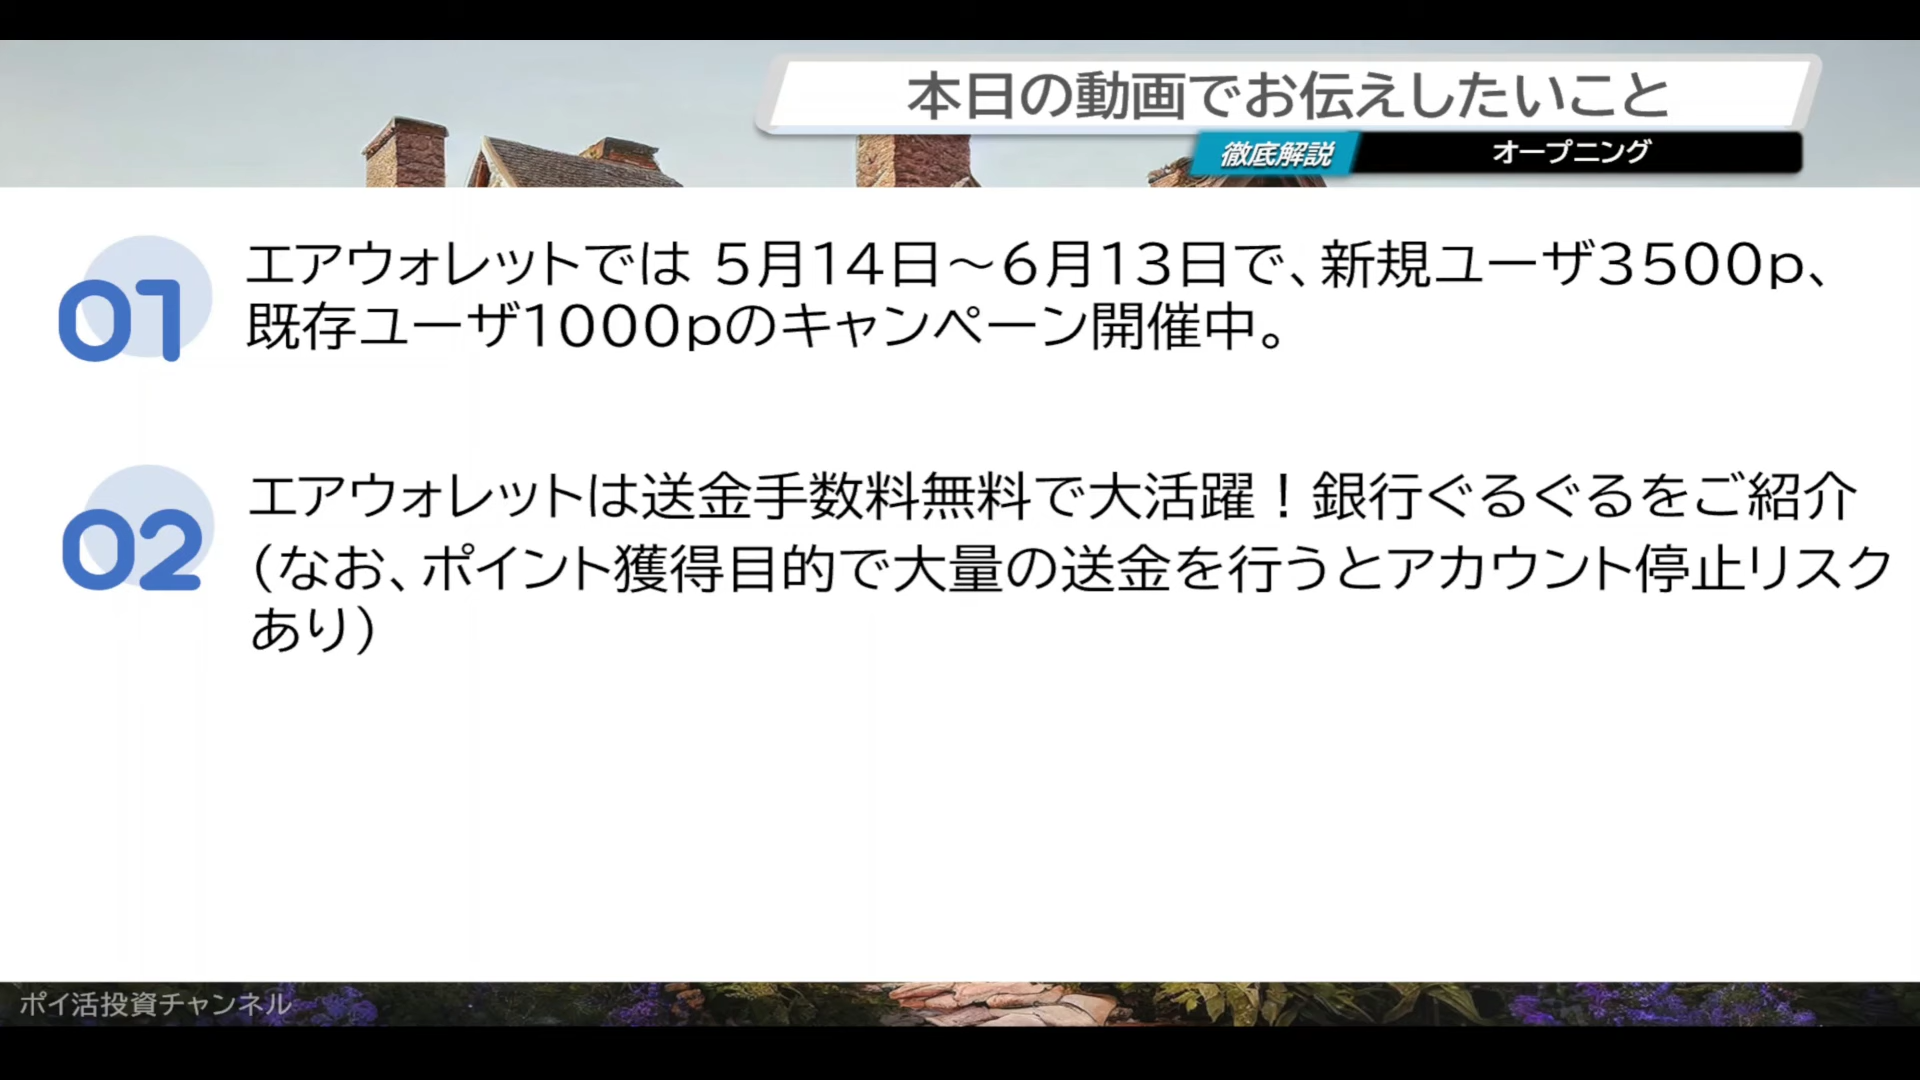 本日の動画でお伝えしたいこと
徹底解説
オープニング
01
エアウォレットでは 5月14日～6月13日で、新規ユーザ3500p、
既存ユーザ1000pのキャンペーン開催中。
02
エアウォレットは送金手数料無料で大活躍！銀行ぐるぐるをご紹介
（なお、ポイント獲得目的で大量の送金を行うとアカウント停止リスク
あり）
ポイ活投資チャンネル